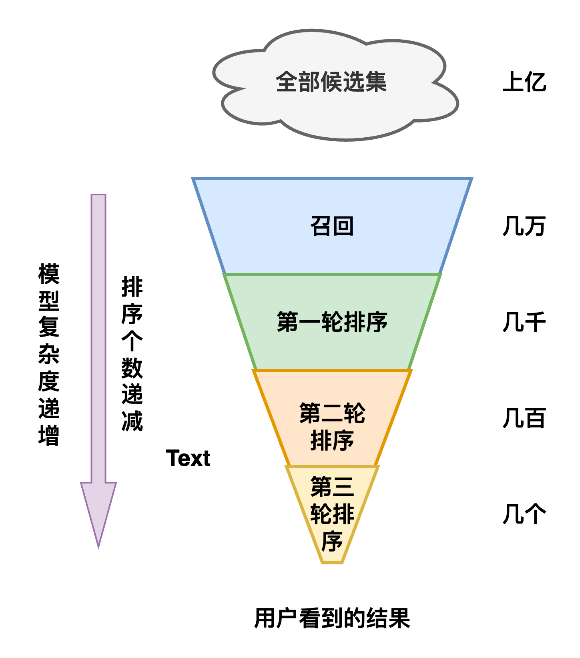 全部候选集
上亿
召回
几万
模型复杂度递增
排序个数递减
第一轮排序
几千
第二轮
排序
几百
Text
第三
轮排
序
几个
用户看到的结果